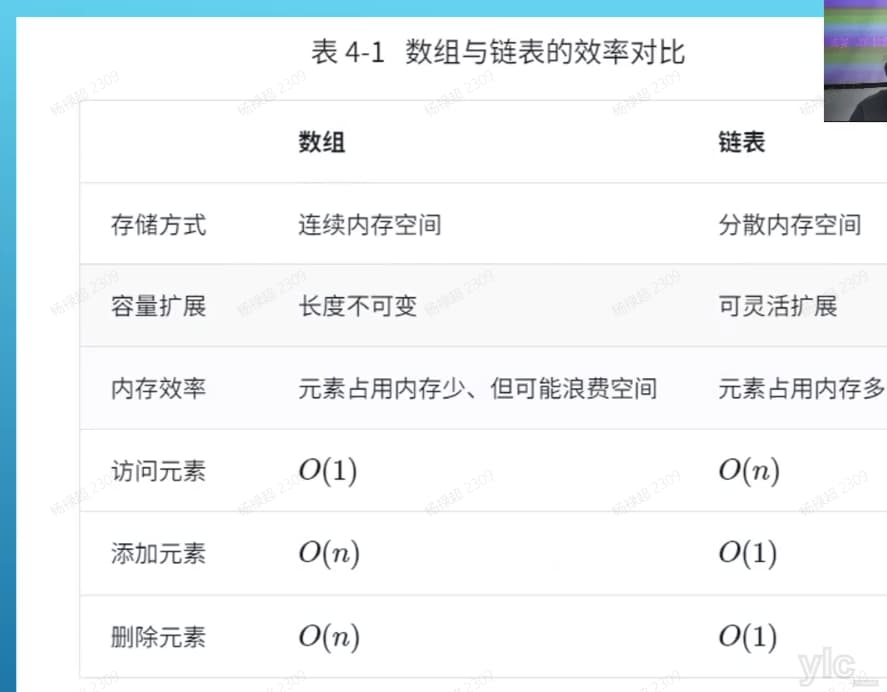 表 4-1 数组与链表的效率对比
数组 链表
存储方式 连续内存空间 分散内存空间
容量扩展 长度不可变 可灵活扩展
内存效率 元素占用内存少、但可能浪费空间 元素占用内存多
访问元素 O(1) O(n)
添加元素 O(n) O(1)
删除元素 O(n) O(1)
ylc